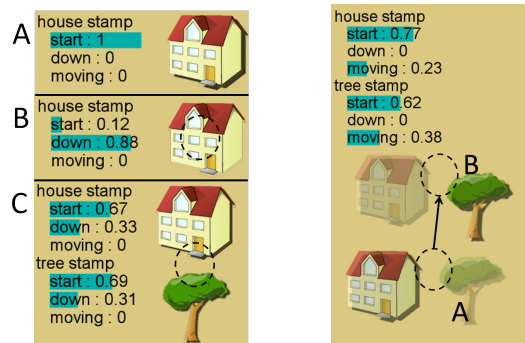 A
house stamp
start : 1
down : 0
moving : 0
B
house stamp
start : 0.12
down : 0.88
moving : 0
C
house stamp
start : 0.67
down : 0.33
moving : 0
tree stamp
start : 0.69
down : 0.31
moving : 0
house stamp
start : 0.77
down : 0
moving : 0.23
tree stamp
start : 0.62
down : 0
moving : 0.38
B
A